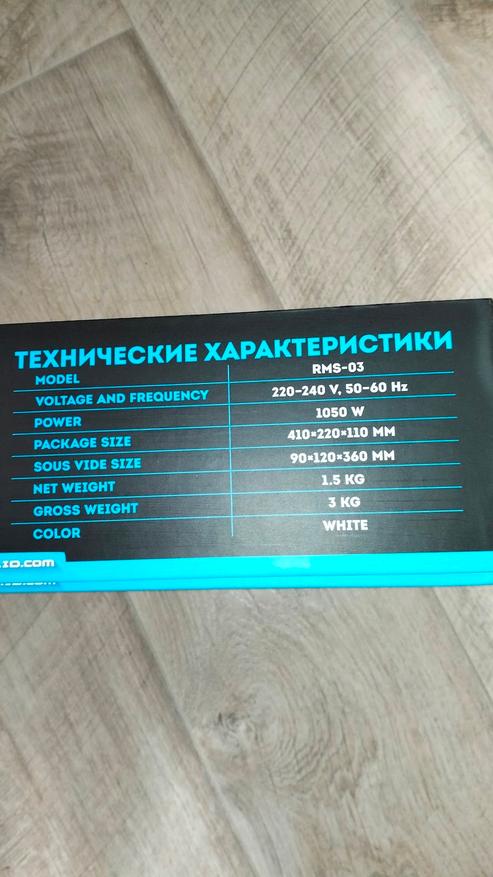 ТЕХНИЧЕСКИЕ ХАРАКТЕРИСТИКИ
MODEL RMS-03
VOLTAGE AND FREQUENCY 220-240 V, 50-60 Hz
POWER 1050 W
PACKAGE SIZE 410×220×110 MM
SOUS VIDE SIZE 90×120×360 MM
NET WEIGHT 1.5 KG
GROSS WEIGHT 3 KG
COLOR WHITE
.COM